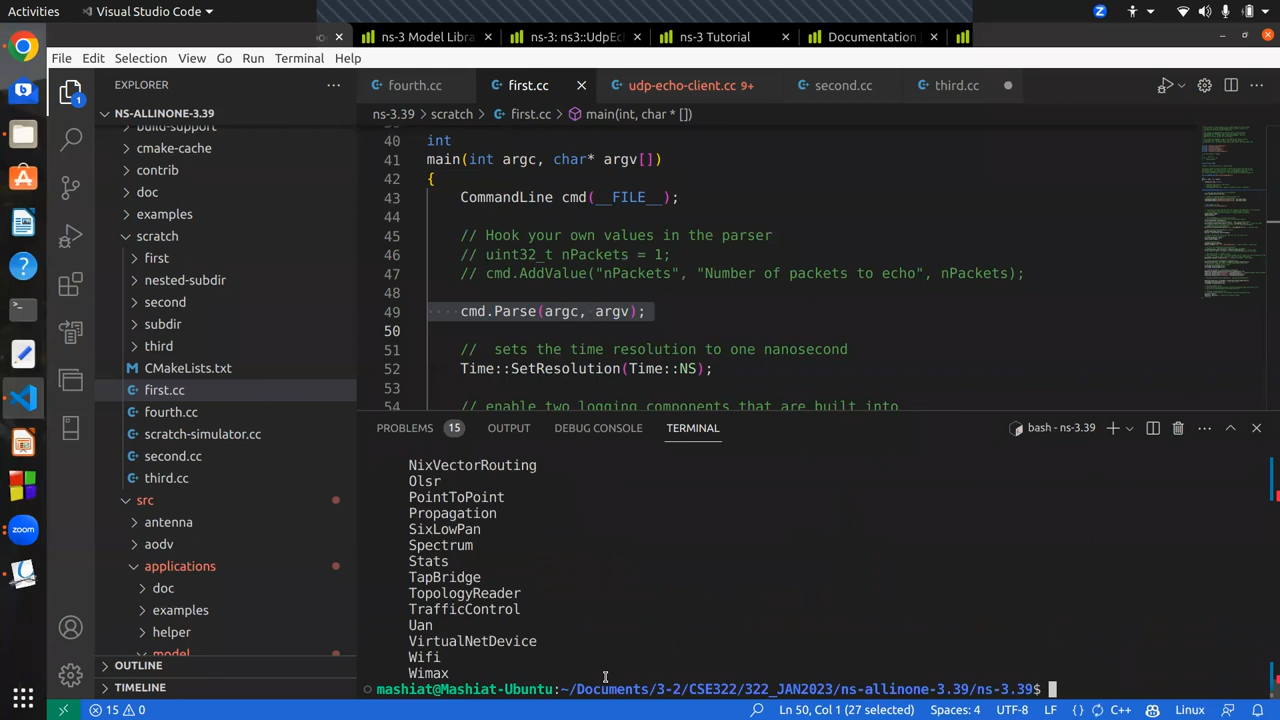 Activities
Visual Studio Code
ns-3 Model Libra
ns-3: ns3::UdpEc
ns-3 Tutorial
Documentation
File Edit Selection View Go Run Terminal Help
EXPLORER
NS-ALLINONE-3.39
build-support
cmake-cache
contrib
doc
examples
scratch
first
nested-subdir
second
subdir
third
CMakeLists.txt
first.cc
fourth.cc
scratch-simulator.cc
second.cc
third.cc
src
antenna
aodv
applications
doc
examples
helper
model
OUTLINE
TIMELINE
1
fourth.cc
first.cc
udp-echo-client.cc 9+
second.cc
third.cc
ns-3.39 > scratch > first.cc > main(int, char * [])
40 int
41 main(int argc, char* argv[])
42 {
43 CommandLine cmd(__FILE__);
44
45 // Hook your own values in the parser
46 // uint32_t nPackets = 1;
47 // cmd.AddValue("nPackets", "Number of packets to echo", nPackets);
48
49 cmd.Parse(argc, argv);
50
51 // sets the time resolution to one nanosecond
52 Time::SetResolution(Time::NS);
53
54 // enable two logging components that are built into
PROBLEMS 15 OUTPUT DEBUG CONSOLE TERMINAL
bash - ns-3.39
NixVectorRouting
Olsr
PointToPoint
Propagation
SixLowPan
Spectrum
Stats
TapBridge
TopologyReader
TrafficControl
Uan
VirtualNetDevice
Wifi
Wimax
mashiat@Mashiat-Ubuntu:~/Documents/3-2/CSE322/322_JAN2023/ns-allinone-3.39/ns-3.39$
15 0
Ln 50, Col 1 (27 selected) Spaces: 4 UTF-8 LF {} C++ Linux
zoom